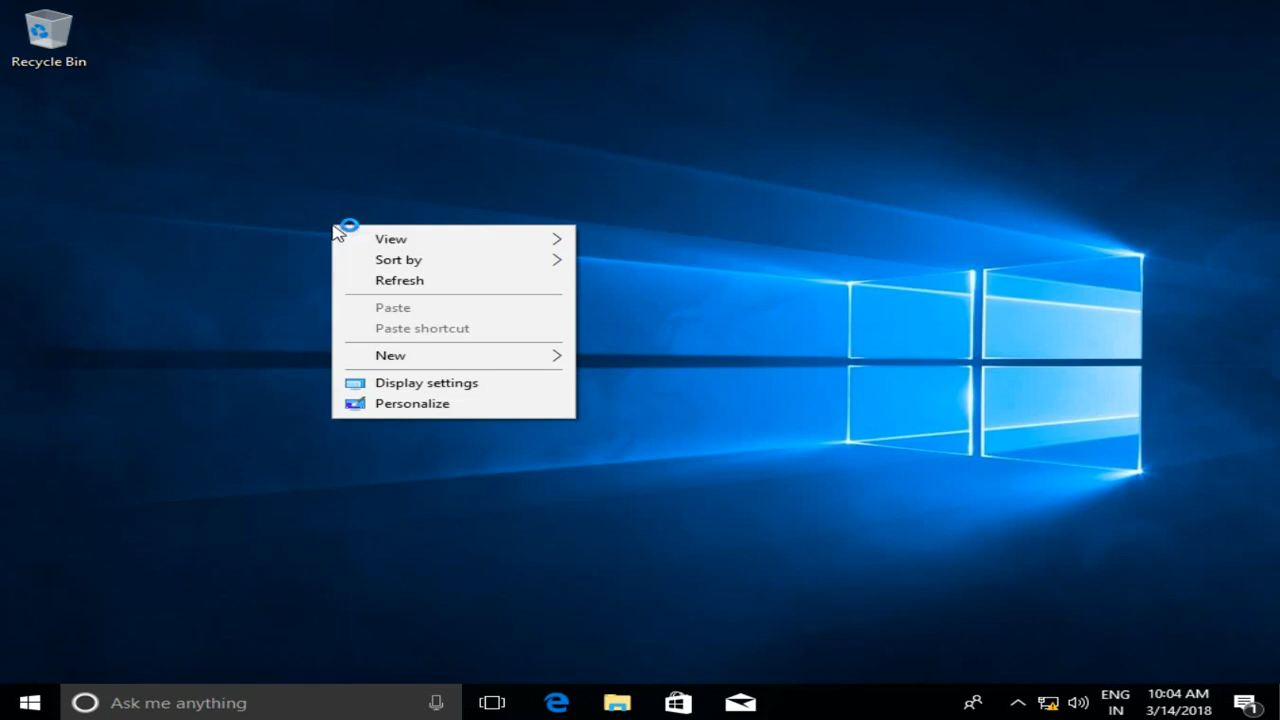 Recycle Bin
View
Sort by
Refresh
Paste
Paste shortcut
New
Display settings
Personalize
Ask me anything
ENG
IN
10:04 AM
3/14/2018
1